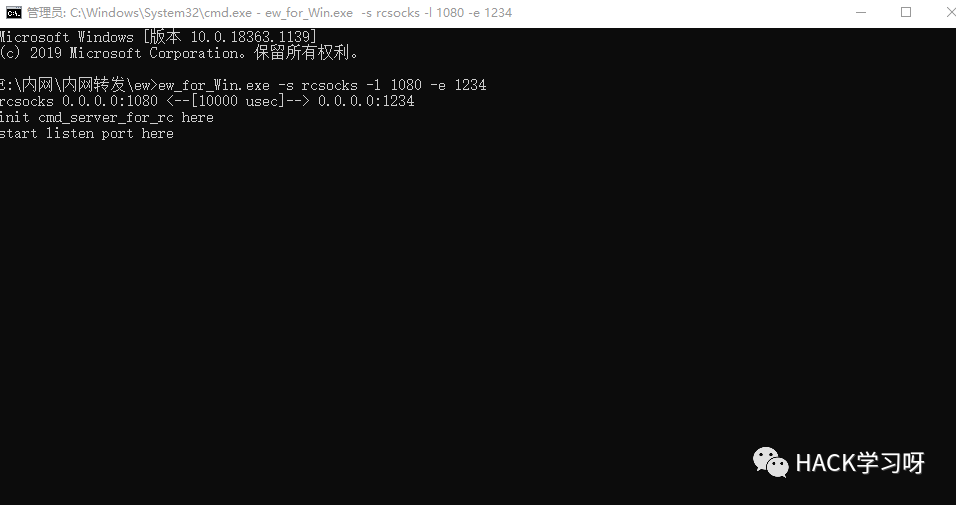 管理员: C:\Windows\System32\cmd.exe - ew_for_Win.exe  -s rcsocks -l 1080 -e 1234
Microsoft Windows [版本 10.0.18363.1139]
(c) 2019 Microsoft Corporation。保留所有权利。
E:\内网\内网转发\ew>ew_for_Win.exe -s rcsocks -l 1080 -e 1234
rcsocks 0.0.0.0:1080 <--[10000 usec]--> 0.0.0.0:1234
init cmd_server_for_rc here
start listen port here
HACK学习呀